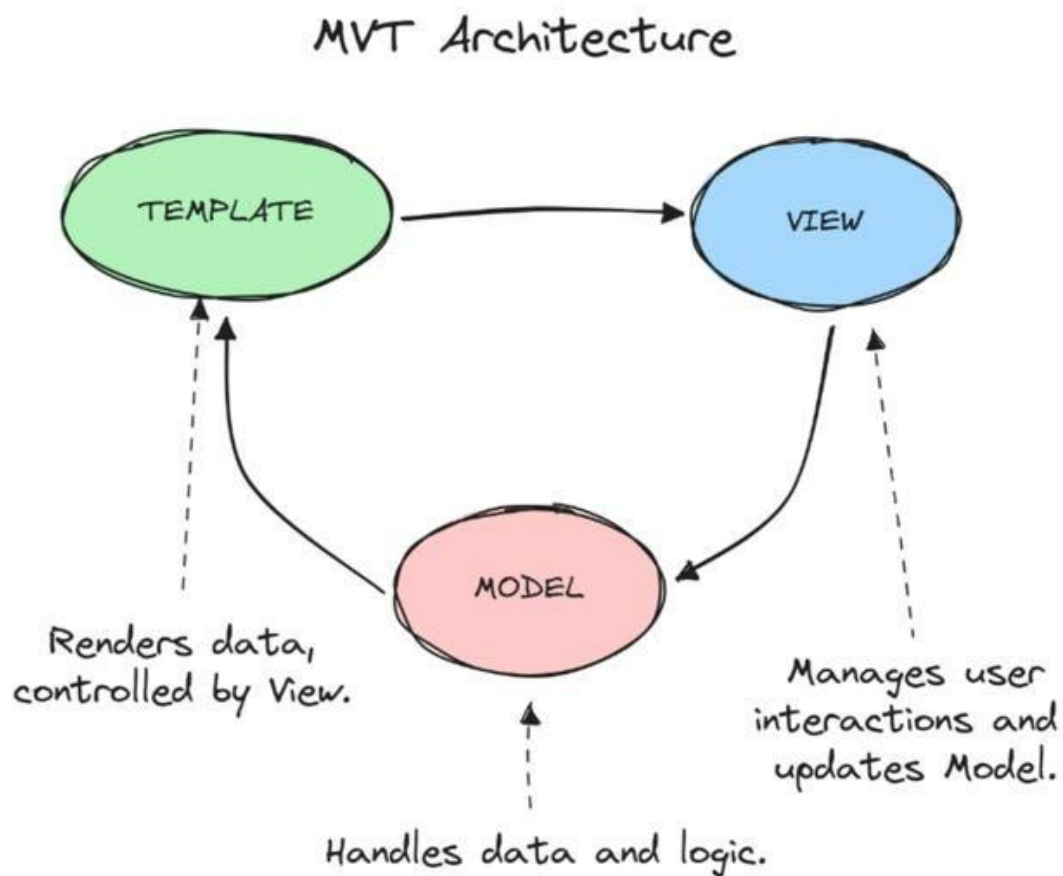 MVT Architecture
TEMPLATE
VIEW
MODEL
Renders data,
controlled by View.
Manages user
interactions and
updates Model.
Handles data and logic.